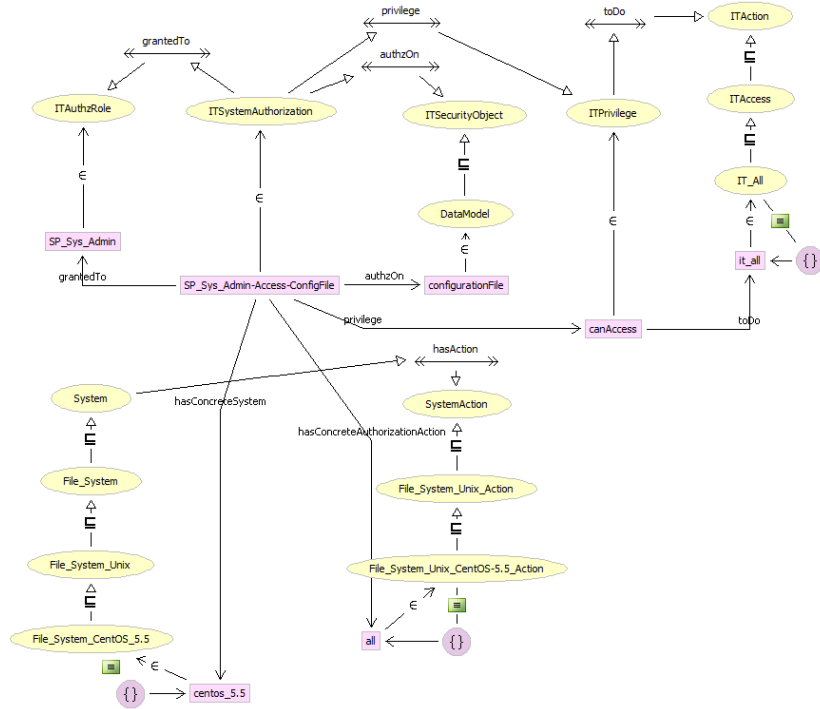 privilege
toDo
ITAction
grantedTo
authzOn
⊑
ITAccess
ITAuthzRole
ITSystemAuthorization
ITSecurityObject
ITPrivilege
⊑
⊑
∈
∈
∈
IT_All
DataModel
∈
≡
∈
SP_Sys_Admin
it_all
{}
grantedTo
SP_Sys_Admin-Access-ConfigFile
authzOn
configurationFile
privilege
canAccess
toDo
hasAction
System
hasConcreteSystem
SystemAction
hasConcreteAuthorizationAction
⊑
⊑
File_System
File_System_Unix_Action
⊑
⊑
File_System_Unix
File_System_Unix_CentOS-5.5_Action
⊑
∈
≡
File_System_CentOS_5.5
all
{}
≡
∈
{}
centos_5.5